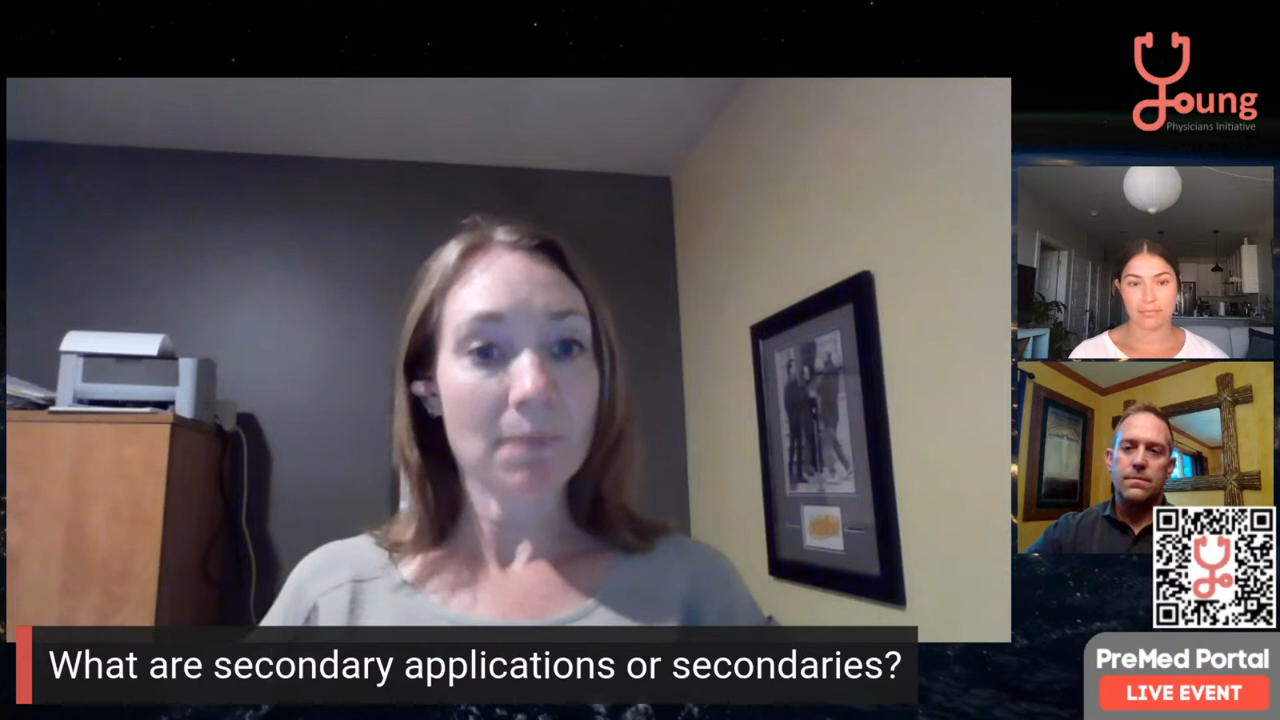 Young
Physicians Initiative
What are secondary applications or secondaries?
PreMed Portal
LIVE EVENT